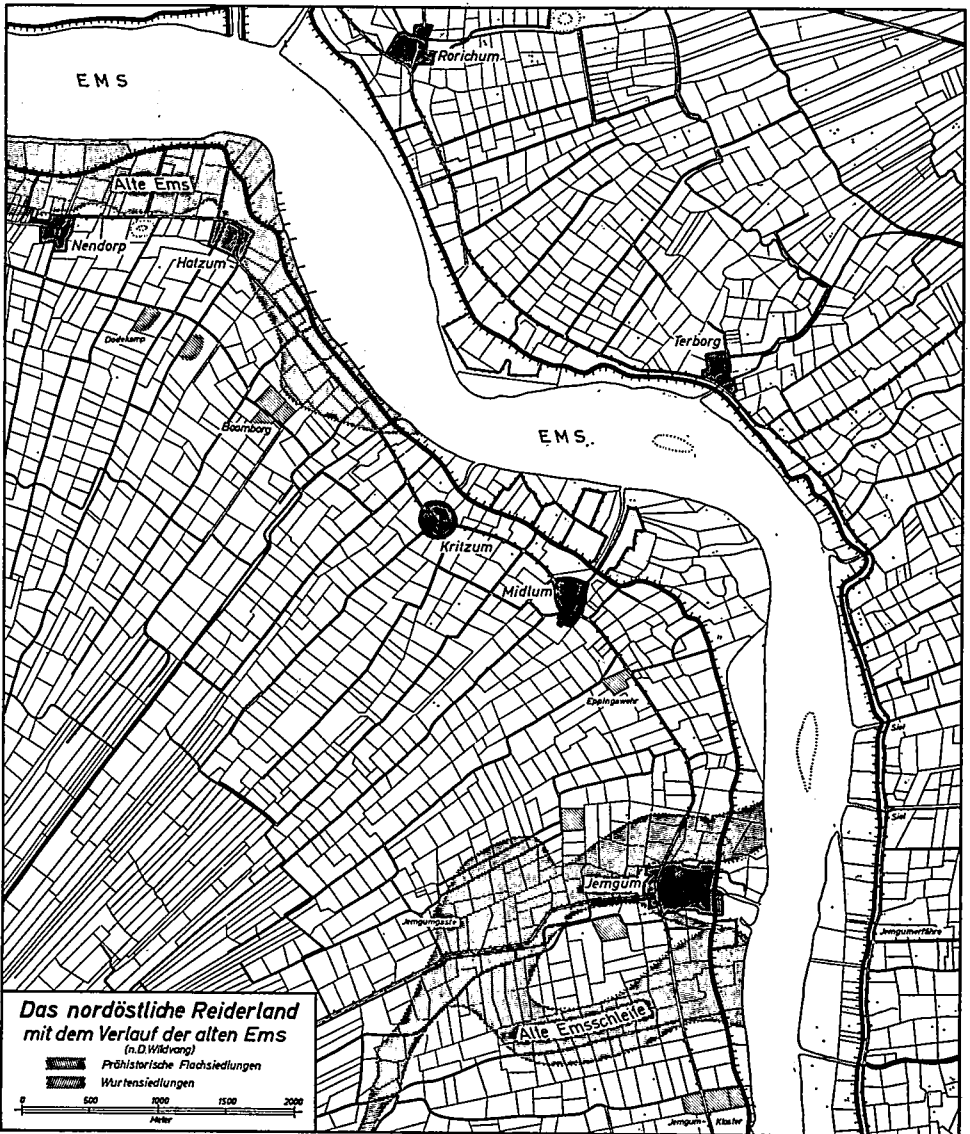 Rorichum
EMS
Alte Ems
Nendorp
Hatzum
Dodekamp
Terborg
Boomborg
EMS
Kritzum
Midlum
Eppingawehr
Siel
Siel
Jemgum
Jemgumgaste
Jemgumerfähre
Alte Emsschleife
Das nordöstliche Reiderland
mit dem Verlauf der alten Ems
(n.D.Wildvang)
Prähistorische Flachsiedlungen
Wurtensiedlungen
0 500 1000 1500 2000
Meter
Jemgum- Kloster